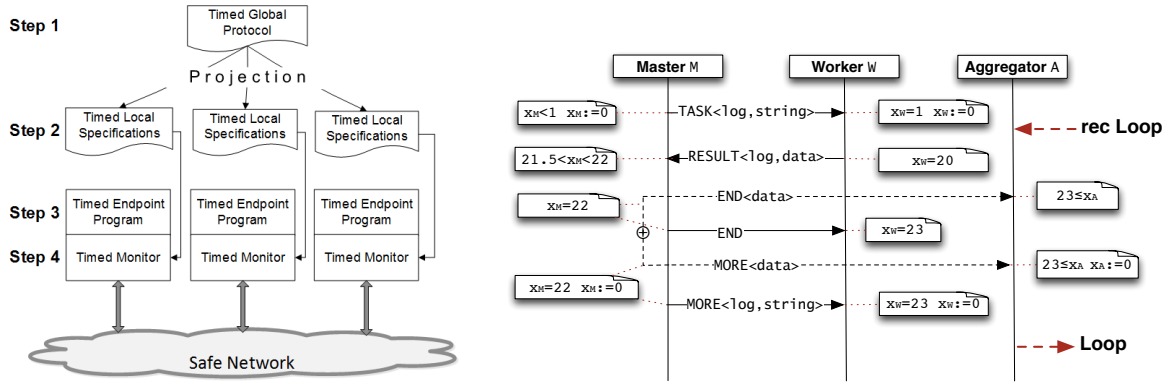 Step 1
Timed Global
Protocol
Projection
Step 2
Timed Local
Specifications
Timed Local
Specifications
Timed Local
Specifications
Step 3
Timed Endpoint
Program
Timed Endpoint
Program
Timed Endpoint
Program
Step 4
Timed Monitor
Timed Monitor
Timed Monitor
Safe Network
Master M
Worker W
Aggregator A
xM<1 xM:=0
TASK<log,string>
xW=1 xW:=0
rec Loop
21.5<xM<22
RESULT<log,data>
xW=20
END<data>
23≤xA
xM=22
END
xW=23
⊕
MORE<data>
23≤xA xA:=0
xM=22 xM:=0
MORE<log,string>
xW=23 xW:=0
Loop